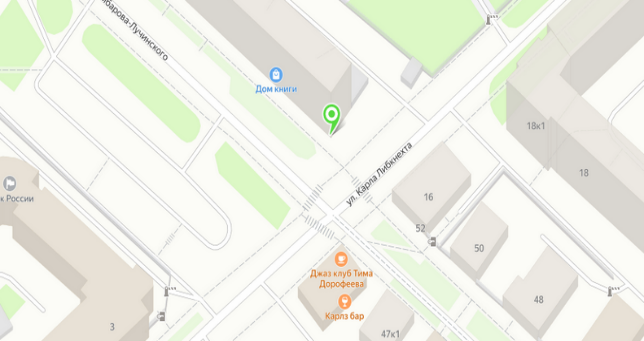 барова-Лучинского
Дом книги
ул. Карла Либкнехта
18к1
18
16
52
50
48
к России
Джаз клуб Тима
Дорофеева
Карлз бар
47к1
3